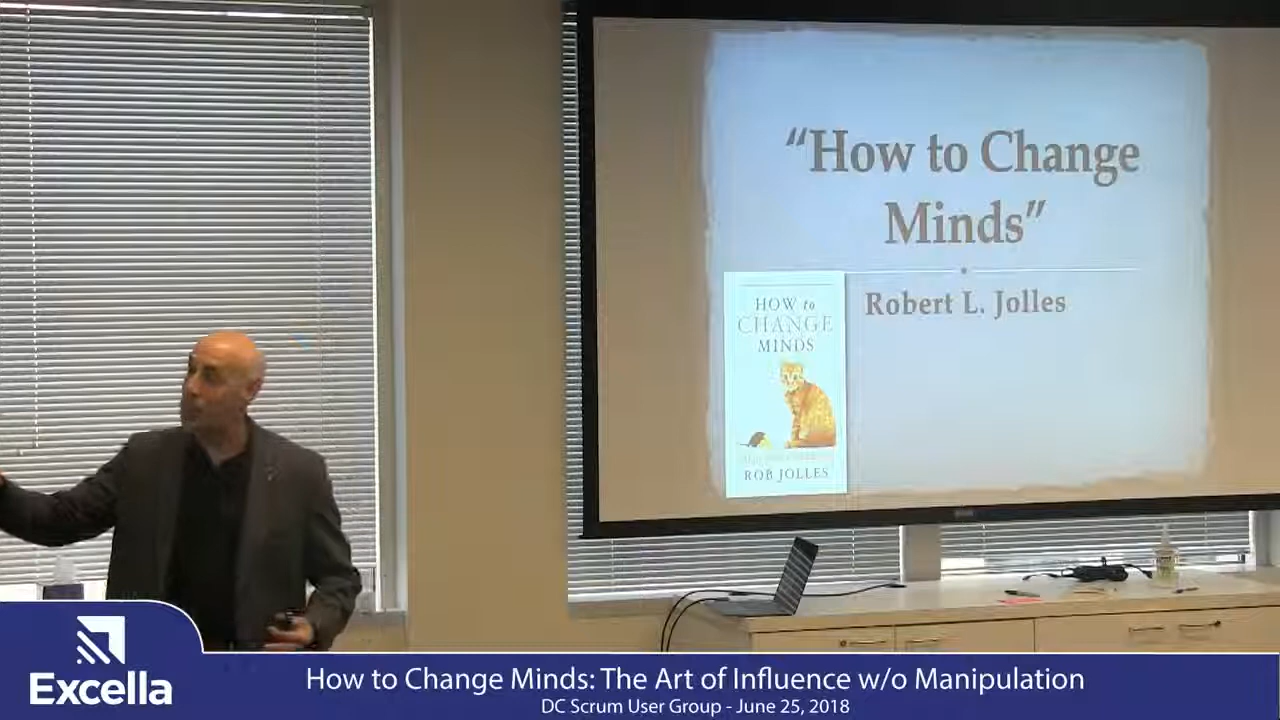 “How to Change
Minds”
Robert L. Jolles
HOW to
CHANGE
MINDS
ROB JOLLES
Excella
How to Change Minds: The Art of Influence w/o Manipulation
DC Scrum User Group - June 25, 2018